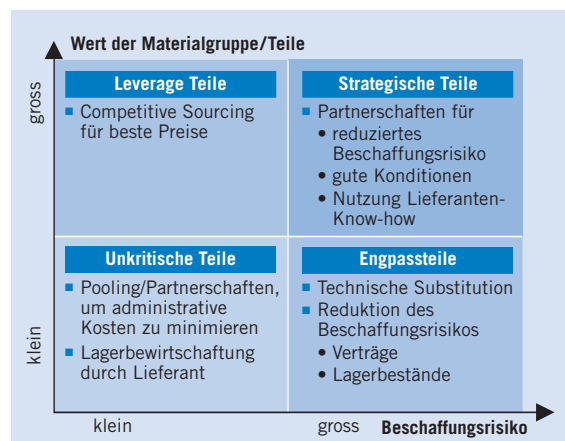 Wert der Materialgruppe/Teile
gross
Leverage Teile
Competitive Sourcing
für beste Preise
Strategische Teile
Partnerschaften für
reduziertes
Beschaffungsrisiko
gute Konditionen
Nutzung Lieferanten-
Know-how
klein
Unkritische Teile
Pooling/Partnerschaften,
um administrative
Kosten zu minimieren
Lagerbewirtschaftung
durch Lieferant
Engpassteile
Technische Substitution
Reduktion des
Beschaffungsrisikos
Verträge
Lagerbestände
klein
gross
Beschaffungsrisiko